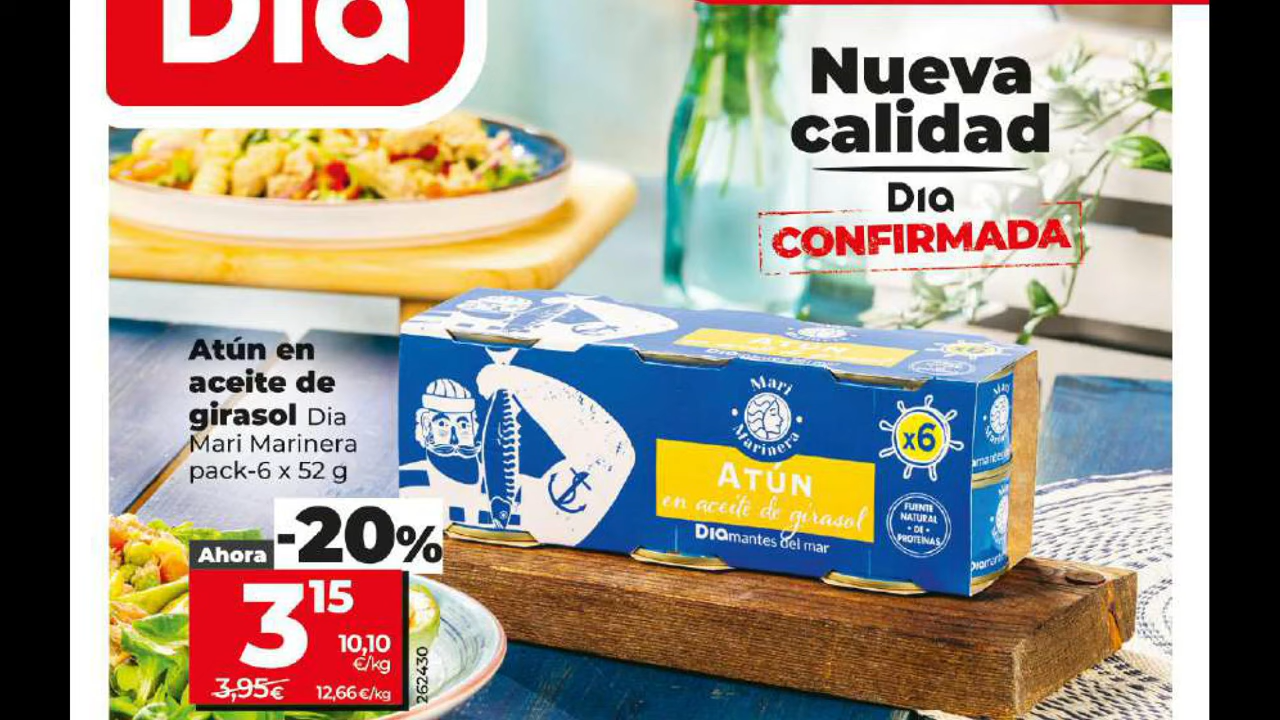 Dia
Nueva
calidad
Dia
CONFIRMADA
Atún en
aceite de
girasol Dia
Mari Marinera
pack-6 x 52 g
-20%
Ahora
3 15
10,10
€/kg
3,95€
12,66€/kg
262430
ATÚN
x6
Mari
Marinera
x6
ATÚN
en aceite de girasol
DIAmantes del mar
FUENTE
NATURAL
- DE -
PROTEÍNAS